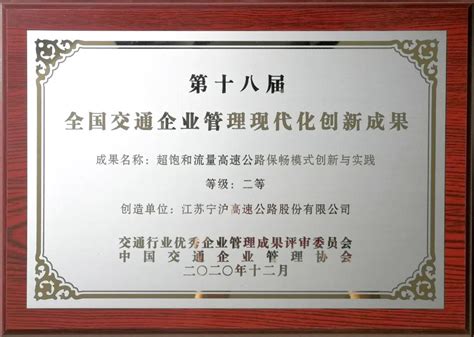 第十八届
全国交通企业管理现代化创新成果
成果名称：超饱和流量高速公路保畅模式创新与实践
等级：二等
创造单位：江苏宁沪高速公路股份有限公司
交通行业优秀企业管理成果评审委员会
中国交通企业管理协会
二〇二〇年十二月